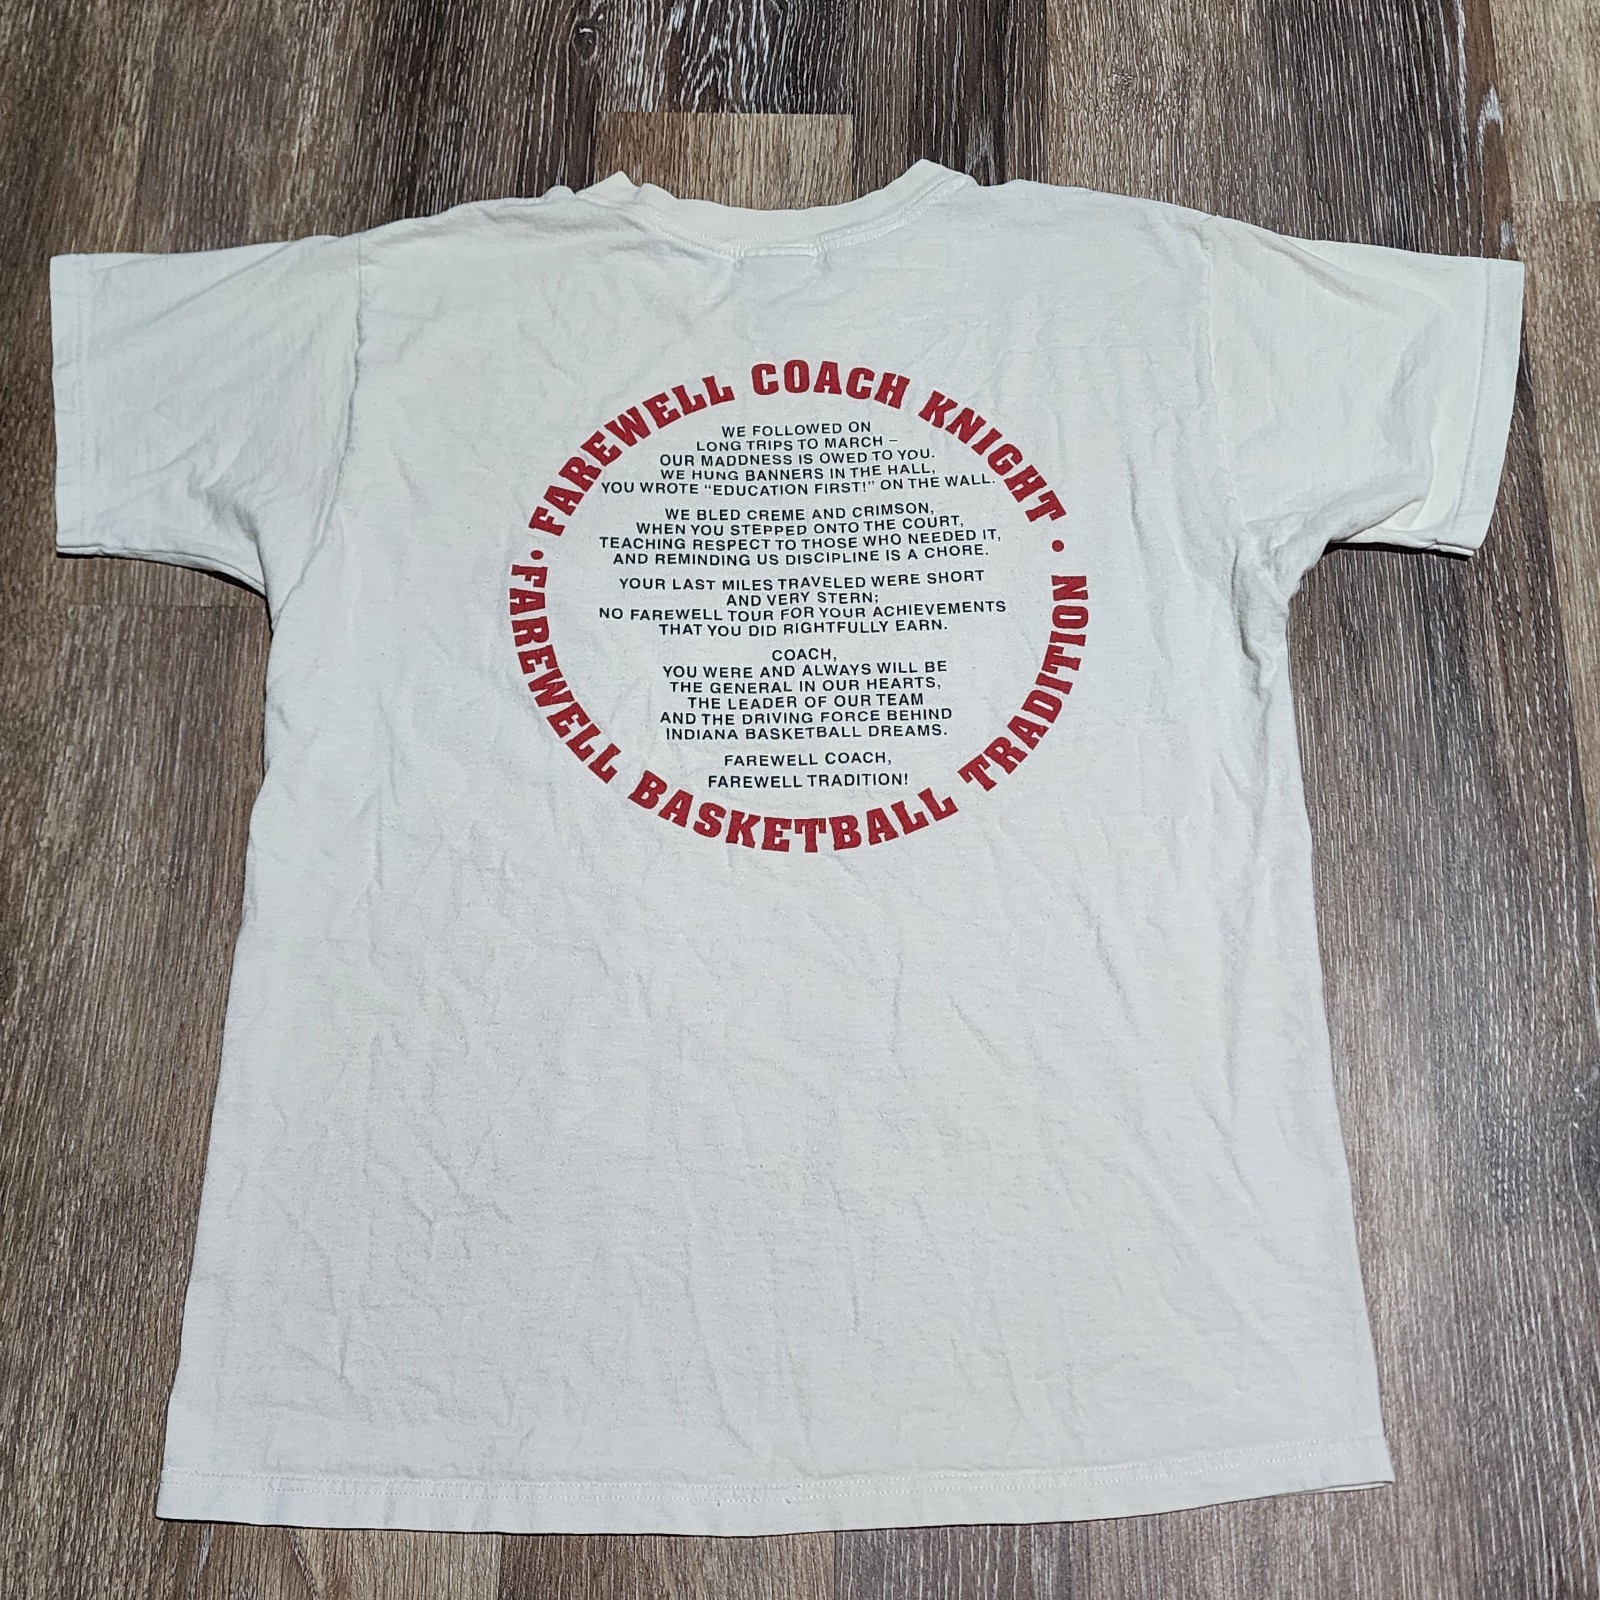 FAREWELL COACH KNIGHT •
WE FOLLOWED ON
LONG TRIPS TO MARCH –
OUR MADDNESS IS OWED TO YOU.
WE HUNG BANNERS IN THE HALL,
YOU WROTE "EDUCATION FIRST!" ON THE WALL.
WE BLED CREME AND CRIMSON,
WHEN YOU STEPPED ONTO THE COURT,
TEACHING RESPECT TO THOSE WHO NEEDED IT,
AND REMINDING US DISCIPLINE IS A CHORE.
YOUR LAST MILES TRAVELED WERE SHORT
AND VERY STERN;
NO FAREWELL TOUR FOR YOUR ACHIEVEMENTS
THAT YOU DID RIGHTFULLY EARN.
COACH,
YOU WERE AND ALWAYS WILL BE
THE GENERAL IN OUR HEARTS,
THE LEADER OF OUR TEAM
AND THE DRIVING FORCE BEHIND
INDIANA BASKETBALL DREAMS.
FAREWELL COACH,
FAREWELL TRADITION!
• FAREWELL BASKETBALL TRADITION